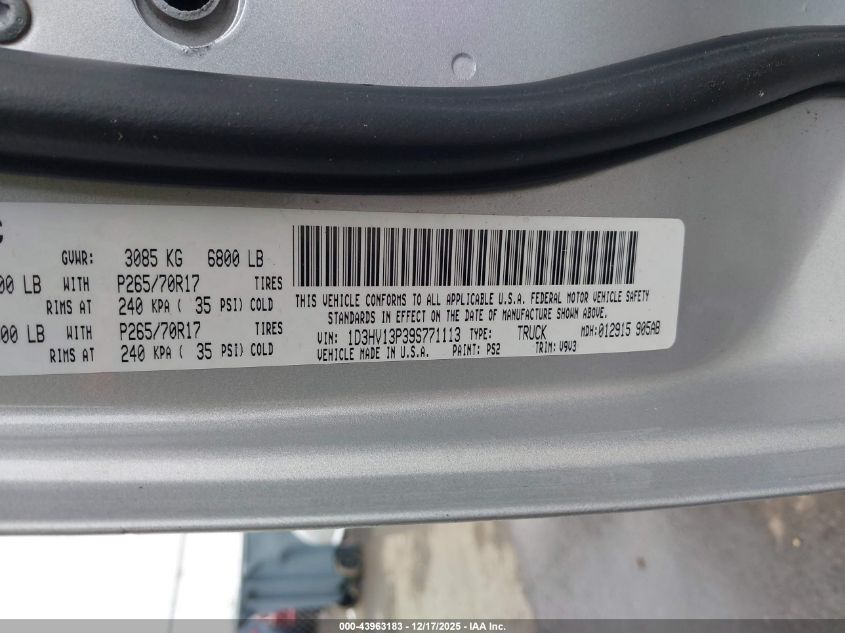 GVWR: 3085 KG 6800 LB
00 LB WITH P265/70R17 TIRES
RIMS AT 240 KPA ( 35 PSI) COLD
00 LB WITH P265/70R17 TIRES
RIMS AT 240 KPA ( 35 PSI) COLD
THIS VEHICLE CONFORMS TO ALL APPLICABLE U.S.A. FEDERAL MOTOR VEHICLE SAFETY
STANDARDS IN EFFECT ON THE DATE OF MANUFACTURE SHOWN ABOVE.
VIN: 1D3HV13P39S771113 TYPE: TRUCK MDH:012915 905AB
VEHICLE MADE IN U.S.A. PAINT: PS2 TRIM: V9V3
000-43963183 - 12/17/2025 - IAA Inc.